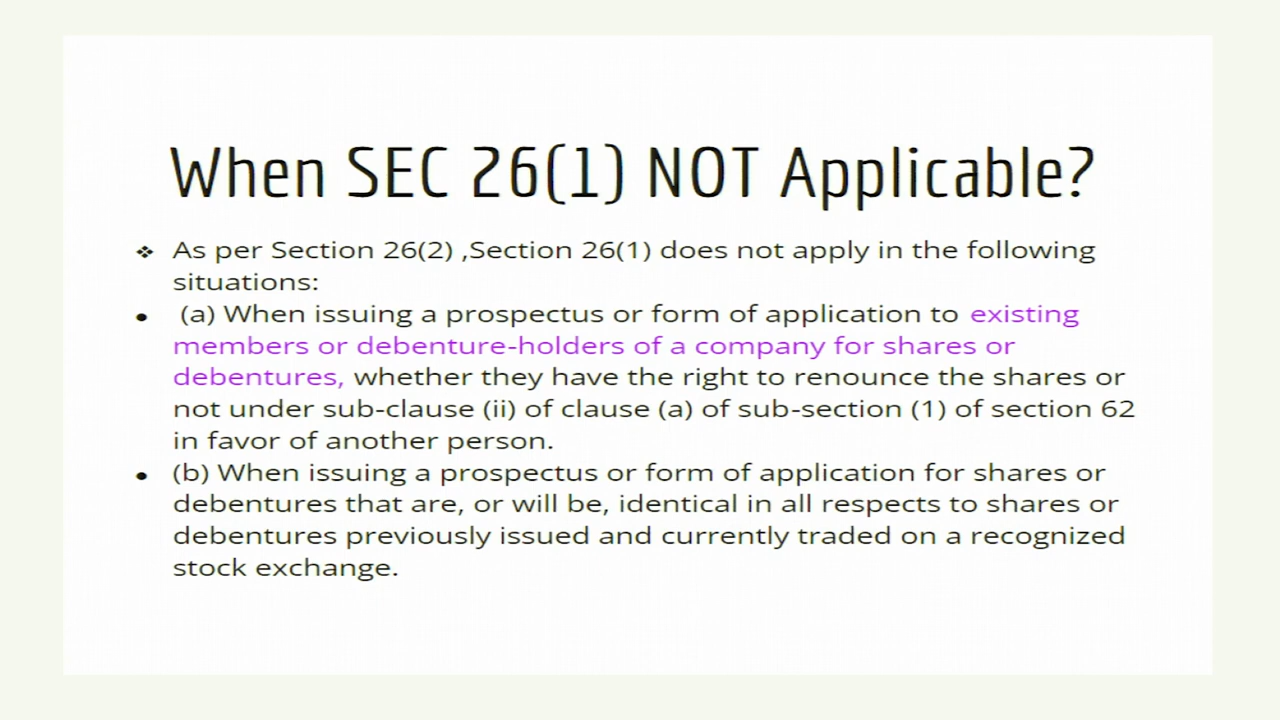 When SEC 26(1) NOT Applicable?
❖ As per Section 26(2) ,Section 26(1) does not apply in the following
situations:
• (a) When issuing a prospectus or form of application to existing
members or debenture-holders of a company for shares or
debentures, whether they have the right to renounce the shares or
not under sub-clause (ii) of clause (a) of sub-section (1) of section 62
in favor of another person.
• (b) When issuing a prospectus or form of application for shares or
debentures that are, or will be, identical in all respects to shares or
debentures previously issued and currently traded on a recognized
stock exchange.